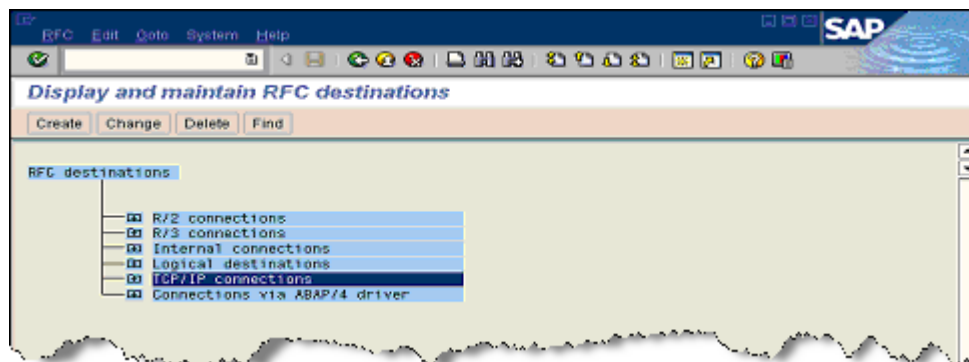 RFC Edit Goto System Help
SAP
Display and maintain RFC destinations
Create Change Delete Find
RFC destinations
R/2 connections
R/3 connections
Internal connections
Logical destinations
TCP/IP connections
Connections via ABAP/4 driver